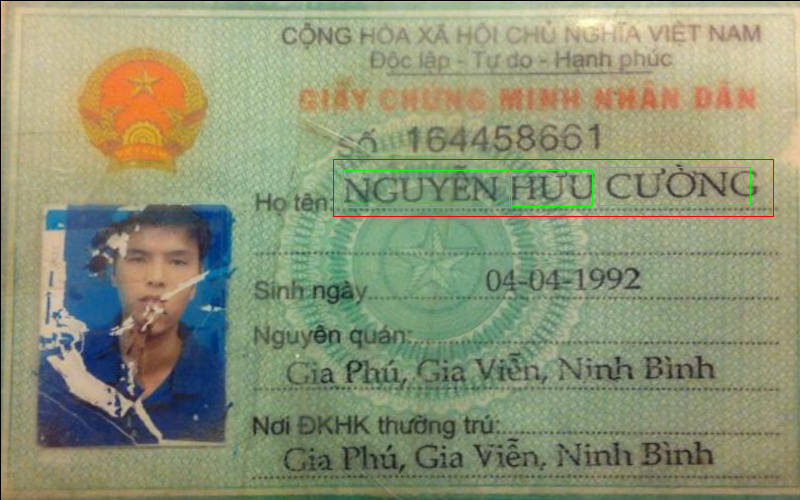 CỘNG HÒA XÃ HỘI CHỦ NGHĨA VIỆT NAM
Độc lập - Tự do - Hạnh phúc
GIẤY CHỨNG MINH NHÂN DÂN
SỐ 164458661
Họ tên: NGUYỄN HỮU CƯỜNG
Sinh ngày 04-04-1992
Nguyên quán:
Gia Phú, Gia Viễn, Ninh Bình
Nơi ĐKHK thường trú:
Gia Phú, Gia Viễn, Ninh Bình